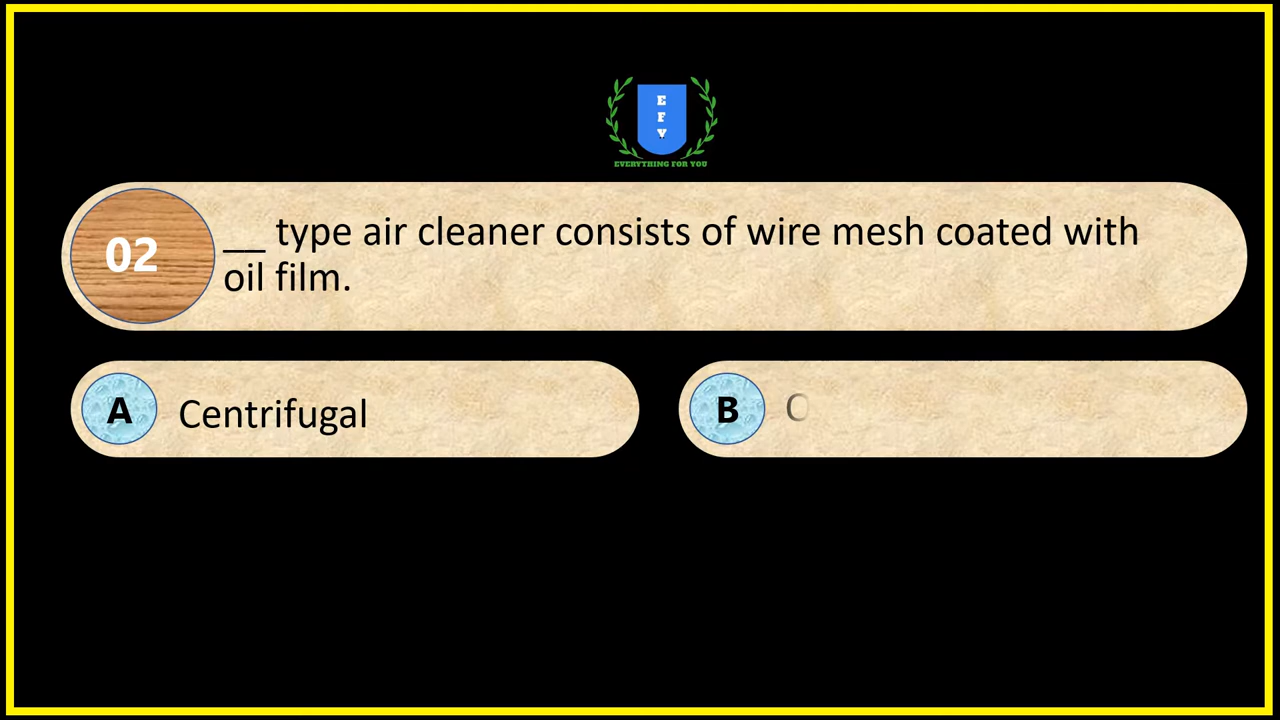 E
F
Y
EVERYTHING FOR YOU
02
__ type air cleaner consists of wire mesh coated with
oil film.
A
Centrifugal
B